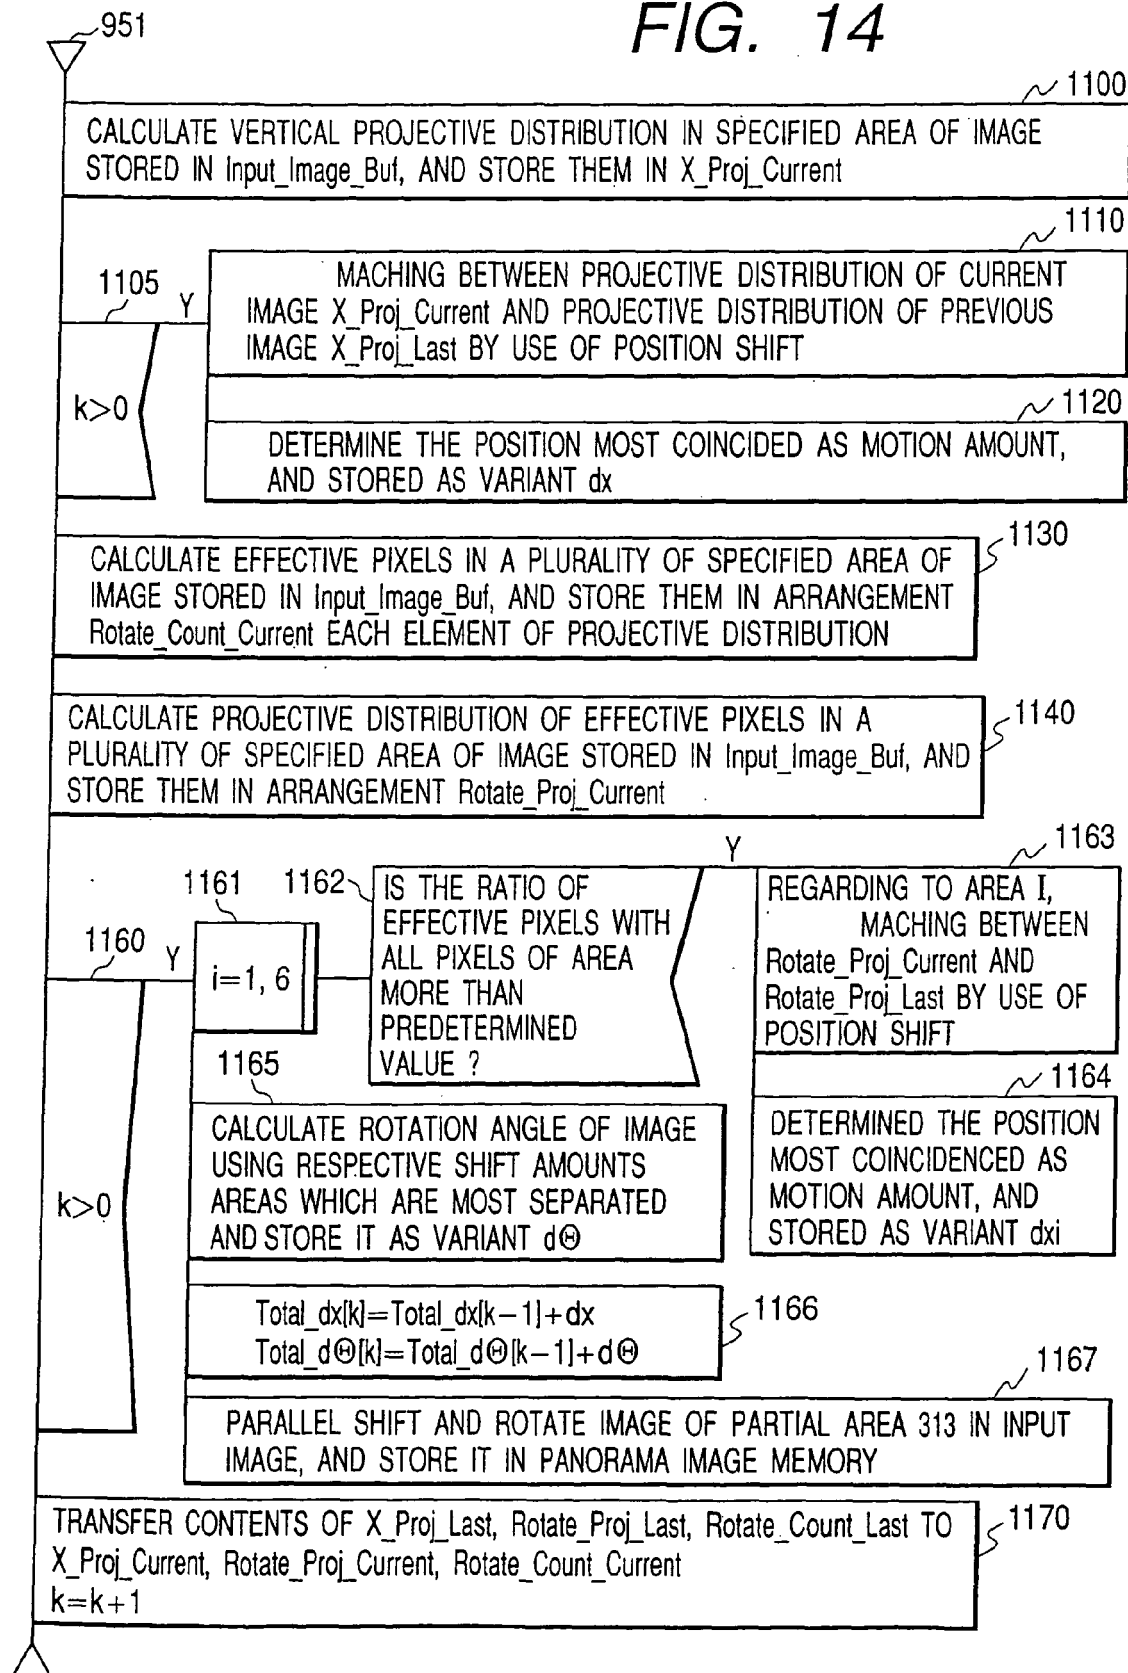 FIG. 14
951
1100
CALCULATE VERTICAL PROJECTIVE DISTRIBUTION IN SPECIFIED AREA OF IMAGE
STORED IN Input_Image_Buf, AND STORE THEM IN X_Proj_Current
1110
1105
Y
MACHING BETWEEN PROJECTIVE DISTRIBUTION OF CURRENT
IMAGE X_Proj_Current AND PROJECTIVE DISTRIBUTION OF PREVIOUS
IMAGE X_Proj_Last BY USE OF POSITION SHIFT
k>0
1120
DETERMINE THE POSITION MOST COINCIDED AS MOTION AMOUNT,
AND STORED AS VARIANT dx
1130
CALCULATE EFFECTIVE PIXELS IN A PLURALITY OF SPECIFIED AREA OF
IMAGE STORED IN Input_Image_Buf, AND STORE THEM IN ARRANGEMENT
Rotate_Count_Current EACH ELEMENT OF PROJECTIVE DISTRIBUTION
1140
CALCULATE PROJECTIVE DISTRIBUTION OF EFFECTIVE PIXELS IN A
PLURALITY OF SPECIFIED AREA OF IMAGE STORED IN Input_Image_Buf, AND
STORE THEM IN ARRANGEMENT Rotate_Proj_Current
1160
Y
k>0
1161
i=1, 6
1162
IS THE RATIO OF
EFFECTIVE PIXELS WITH
ALL PIXELS OF AREA
MORE THAN
PREDETERMINED
VALUE ?
Y
1163
REGARDING TO AREA I,
MACHING BETWEEN
Rotate_Proj_Current AND
Rotate_Proj_Last BY USE OF
POSITION SHIFT
1164
DETERMINED THE POSITION
MOST COINCIDENCED AS
MOTION AMOUNT, AND
STORED AS VARIANT dxi
1165
CALCULATE ROTATION ANGLE OF IMAGE
USING RESPECTIVE SHIFT AMOUNTS
AREAS WHICH ARE MOST SEPARATED
AND STORE IT AS VARIANT dΘ
1166
Total_dx[k]=Total_dx[k−1]+dx
Total_dΘ[k]=Total_dΘ[k−1]+dΘ
1167
PARALLEL SHIFT AND ROTATE IMAGE OF PARTIAL AREA 313 IN INPUT
IMAGE, AND STORE IT IN PANORAMA IMAGE MEMORY
1170
TRANSFER CONTENTS OF X_Proj_Last, Rotate_Proj_Last, Rotate_Count_Last TO
X_Proj_Current, Rotate_Proj_Current, Rotate_Count_Current
k=k+1